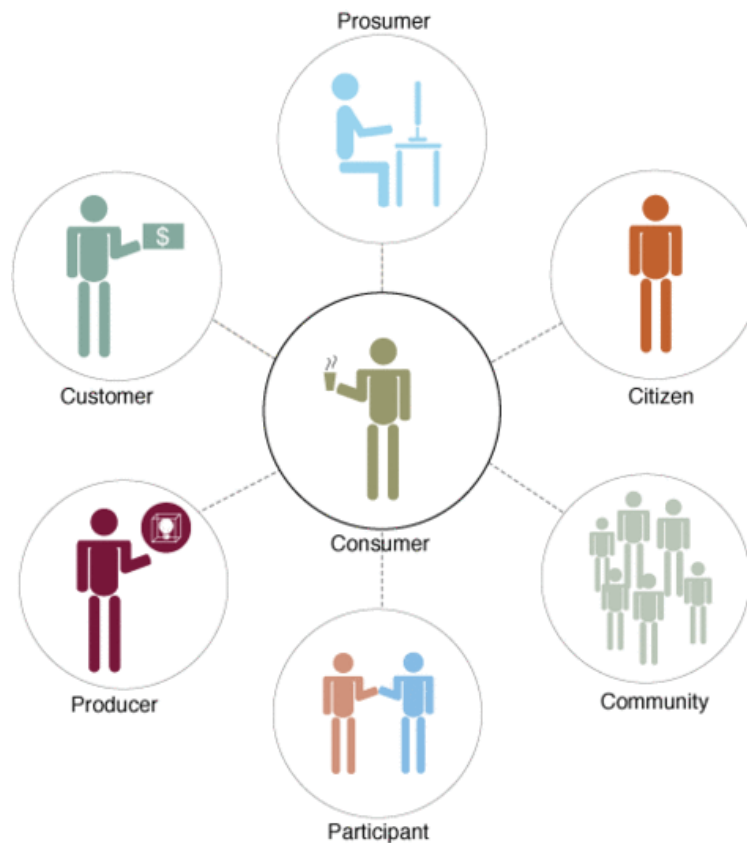 Prosumer
$
Customer
Citizen
Consumer
Producer
Community
Participant